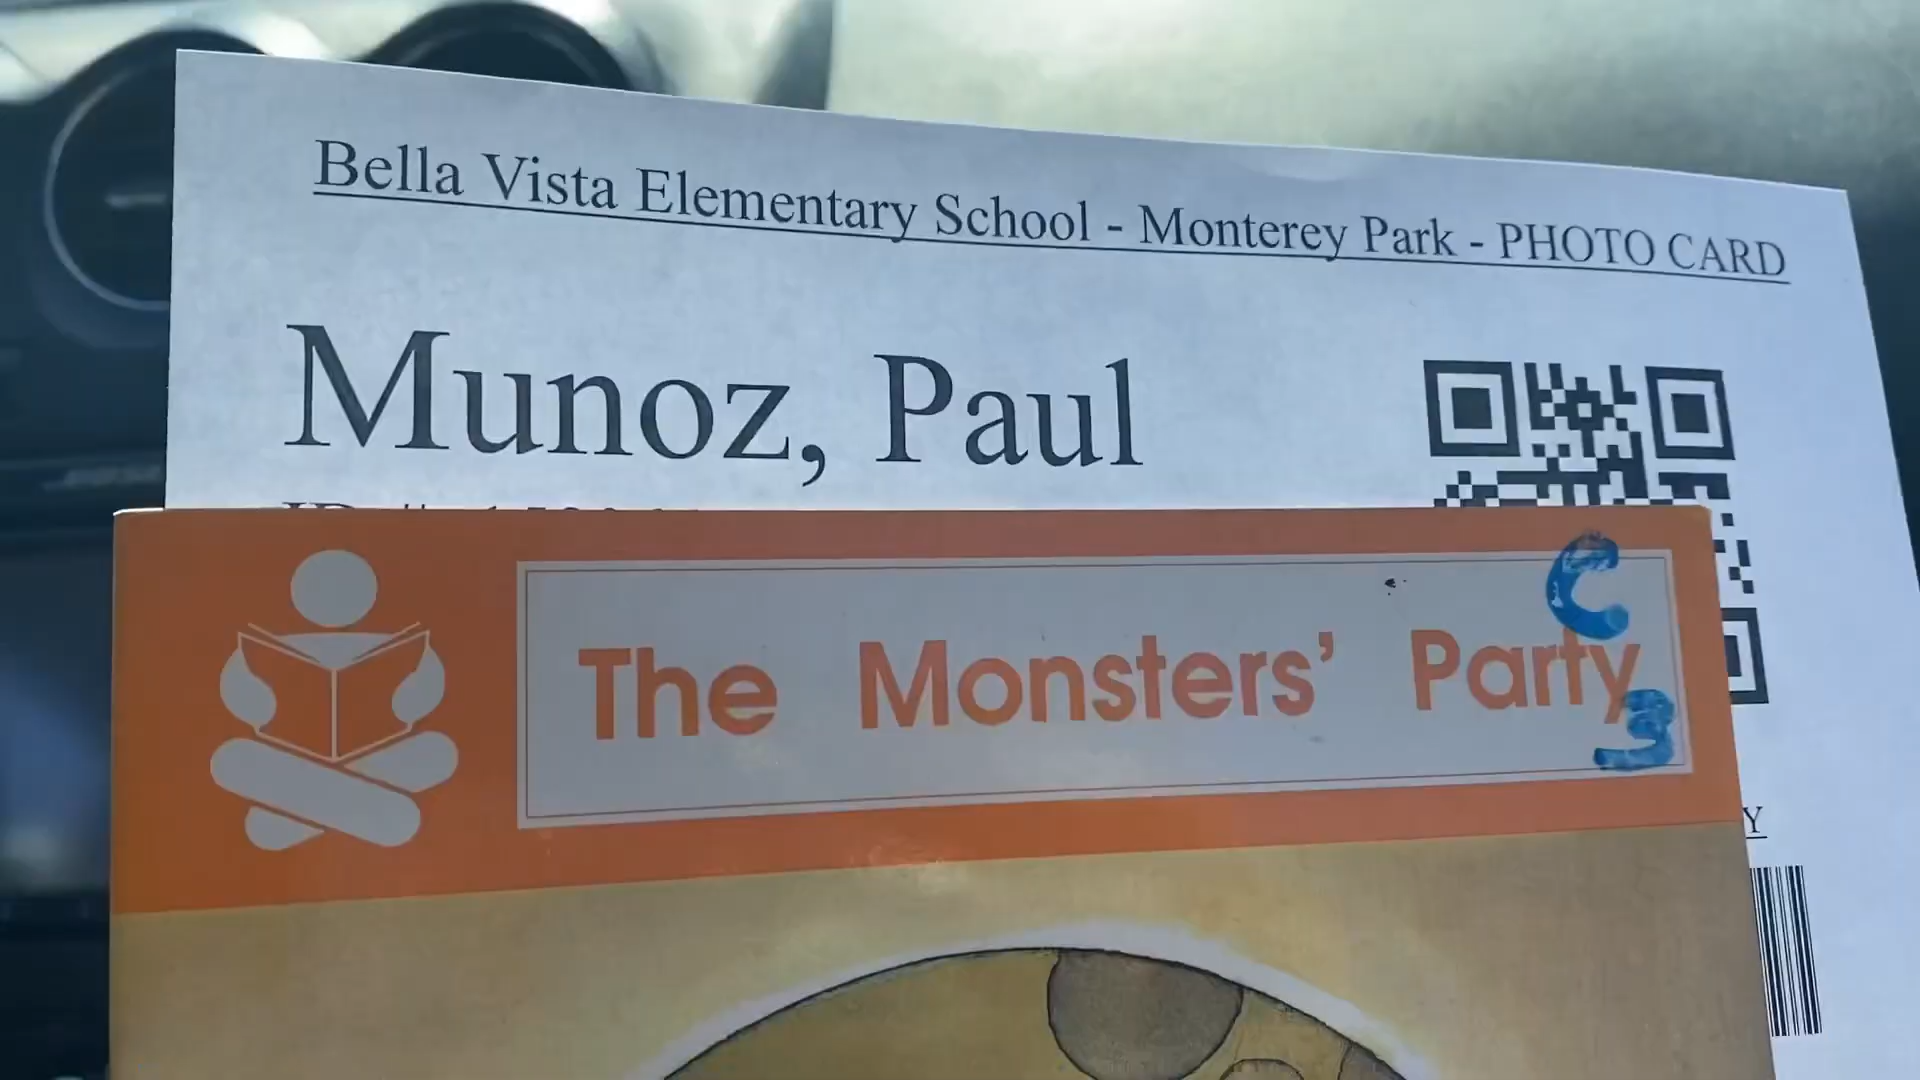 Bella Vista Elementary School - Monterey Park - PHOTO CARD
Munoz, Paul
C
The Monsters' Party
3
Y